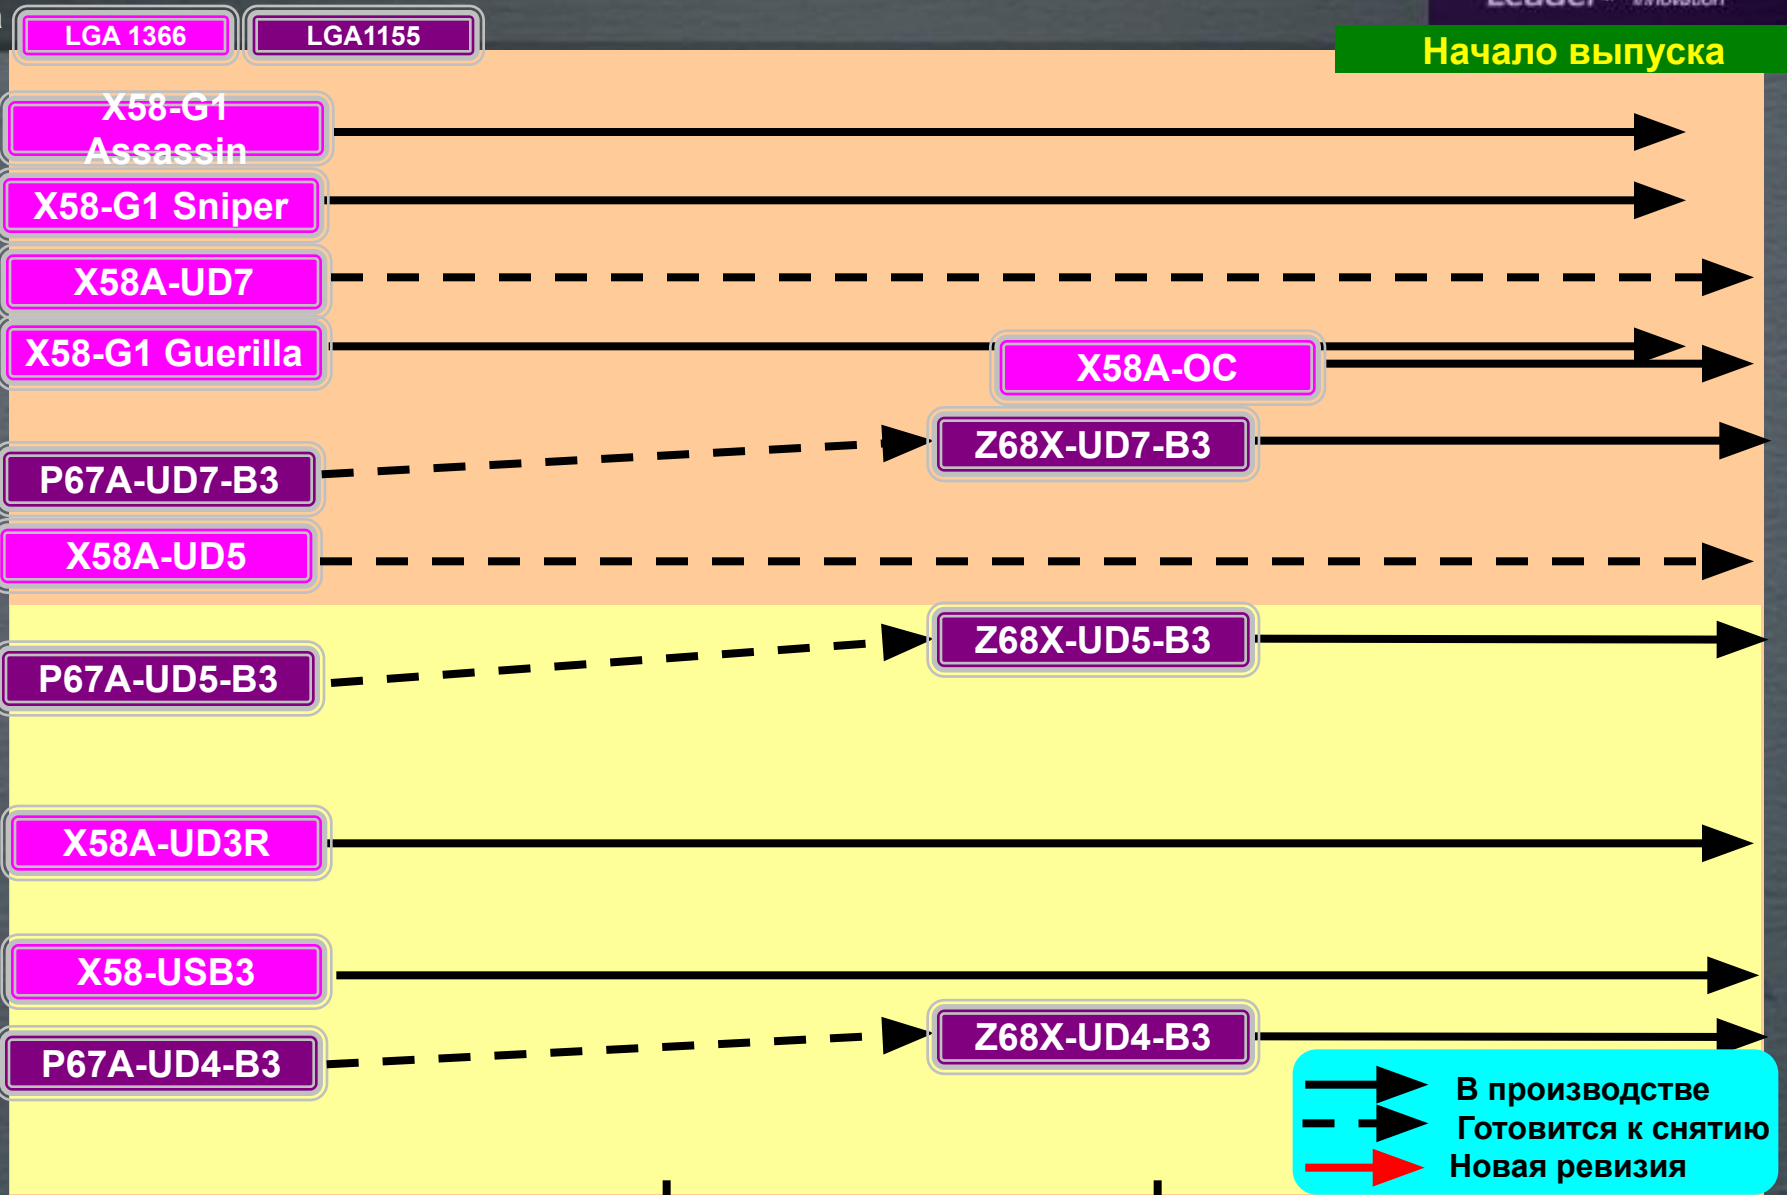 Leader
Innovation
LGA 1366
LGA1155
Начало выпуска
X58-G1
Assassin
X58-G1 Sniper
X58A-UD7
X58-G1 Guerilla
X58A-OC
Z68X-UD7-B3
P67A-UD7-B3
X58A-UD5
Z68X-UD5-B3
P67A-UD5-B3
X58A-UD3R
X58-USB3
Z68X-UD4-B3
P67A-UD4-B3
В производстве
Готовится к снятию
Новая ревизия